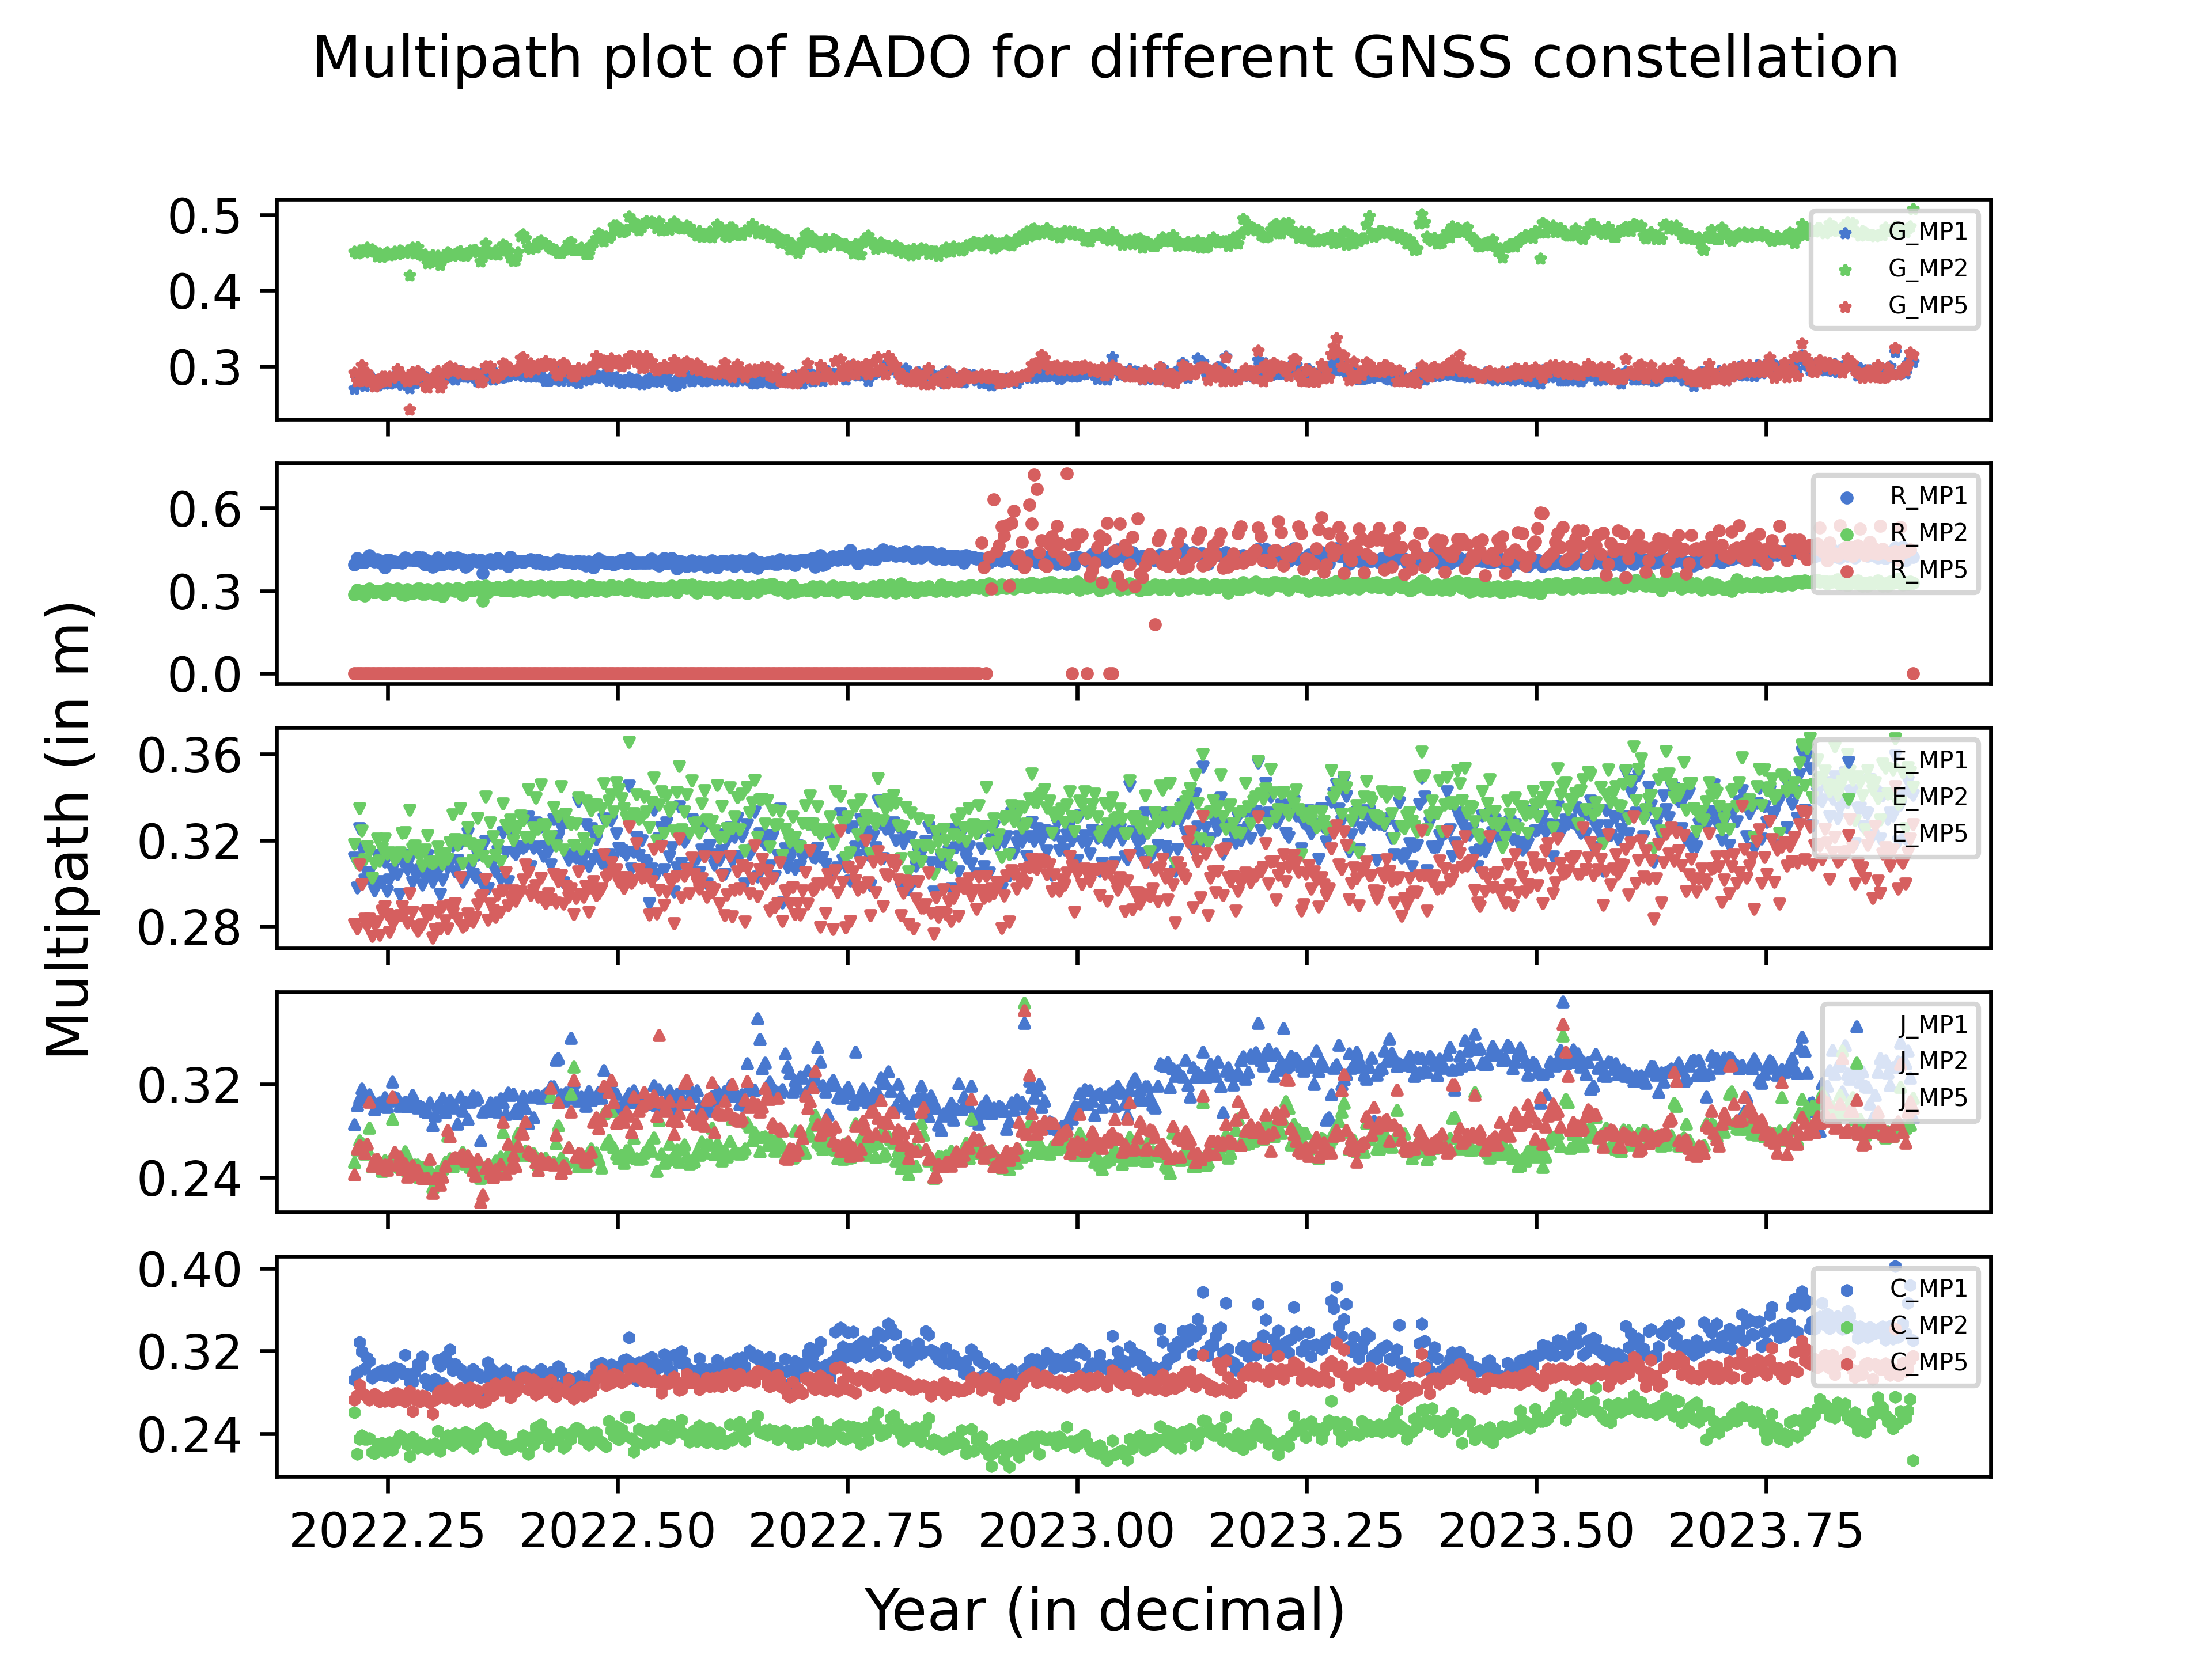 Multipath plot of BADO for different GNSS constellation
Multipath (in m)
0.5
0.4
0.3
G_MP1
G_MP2
G_MP5
0.6
0.3
0.0
R_MP1
R_MP2
R_MP5
0.36
0.32
0.28
E_MP1
E_MP2
E_MP5
0.32
0.24
J_MP1
J_MP2
J_MP5
0.40
0.32
0.24
C_MP1
C_MP2
C_MP5
2022.25 2022.50 2022.75 2023.00 2023.25 2023.50 2023.75
Year (in decimal)